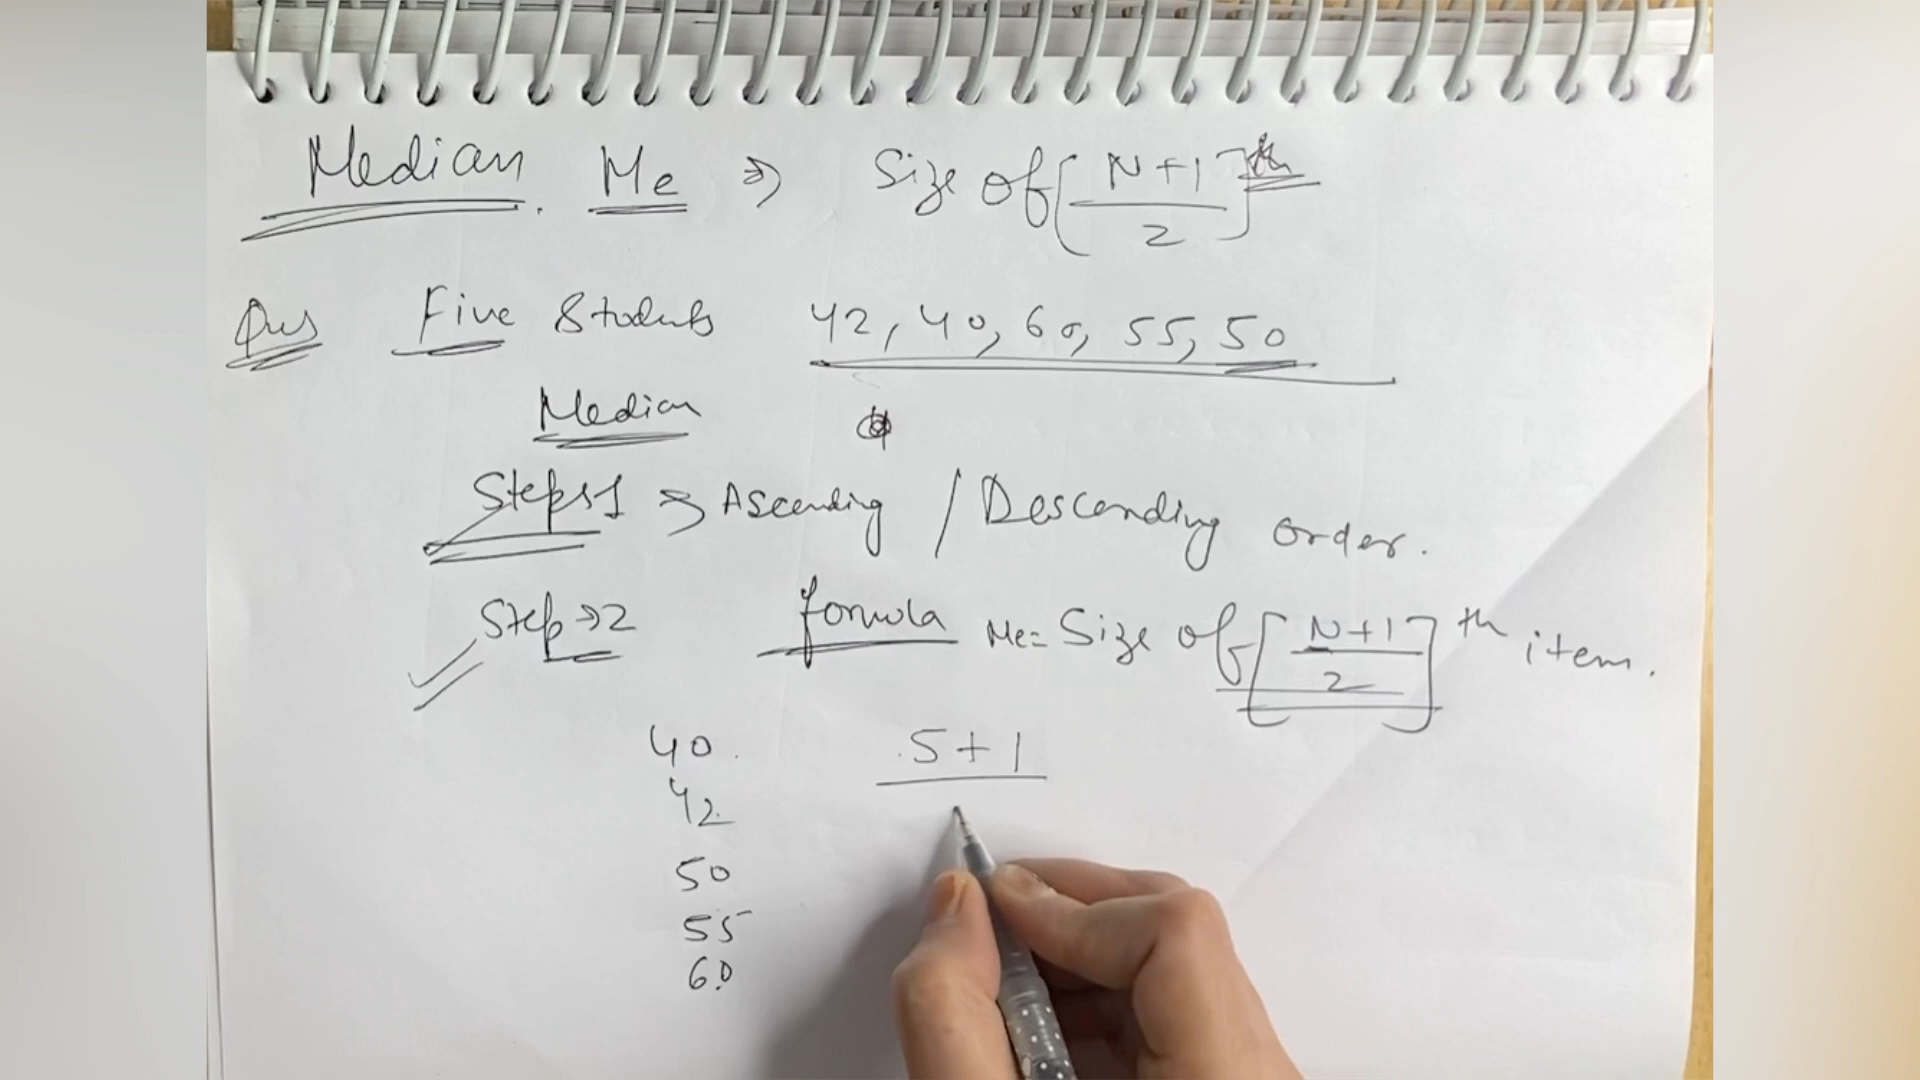 Median. Me ⇒ Size of [N+1/2]th
Ques Five Students 42, 40, 60, 55, 50
Median
Steps1 ⇒ Ascending / Descending order.
Step ⇒ 2 formula Me = Size of [N+1/2]th item.
40 5+1
42
50
55
60